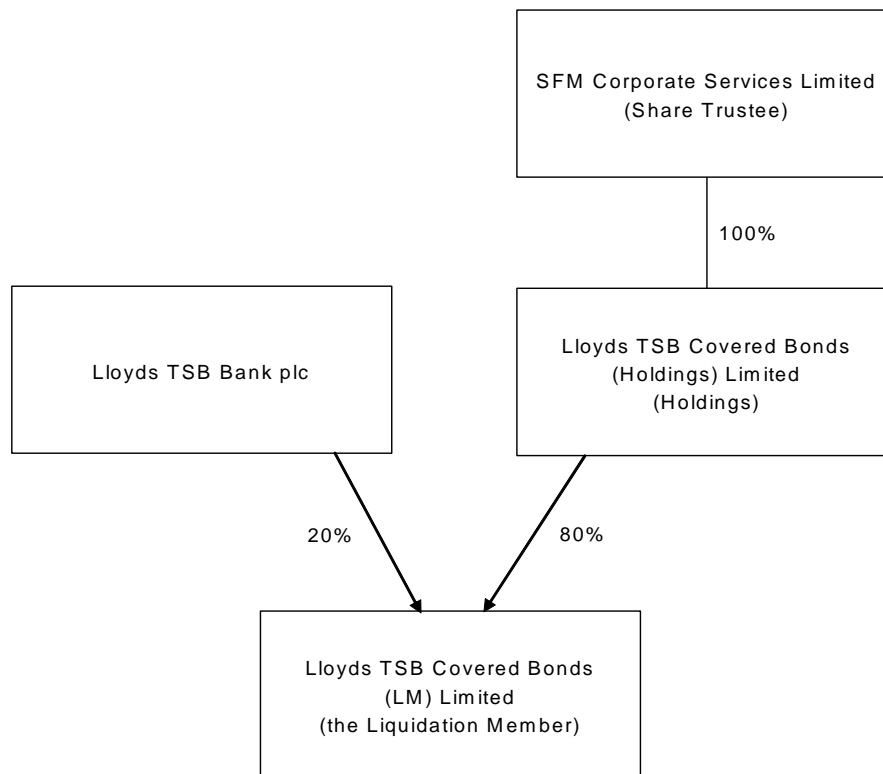 SFM Corporate Services Limited
(Share Trustee)
100%
Lloyds TSB Bank plc
Lloyds TSB Covered Bonds
(Holdings) Limited
(Holdings)
20%
80%
Lloyds TSB Covered Bonds
(LM) Limited
(the Liquidation Member)